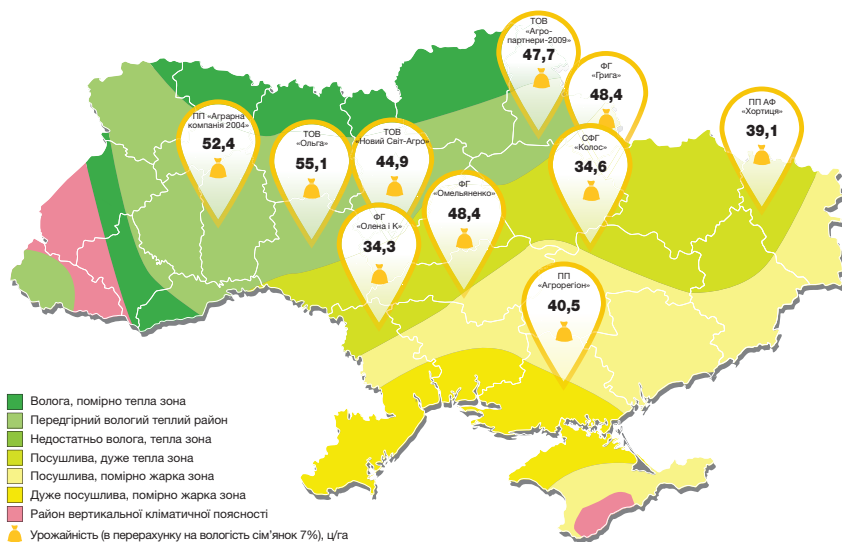 ТОВ
«Агро-
партнери-2009»
47,7
ФГ
«Грига»
48,4
ПП АФ
«Хортиця»
39,1
ПП «Аграрна
компанія 2004»
52,4
ТОВ
«Ольга»
55,1
ТОВ
«Новий Світ-Агро»
44,9
СФГ
«Колос»
34,6
ФГ
«Омельяненко»
48,4
ФГ
«Олена і К»
34,3
ПП
«Агрорегіон»
40,5
Волога, помірно тепла зона
Передгірний вологий теплий район
Недостатньо волога, тепла зона
Посушлива, дуже тепла зона
Посушлива, помірно жарка зона
Дуже посушлива, помірно жарка зона
Район вертикальної кліматичної поясності
Урожайність (в перерахунку на вологість сім’янок 7%), ц/га